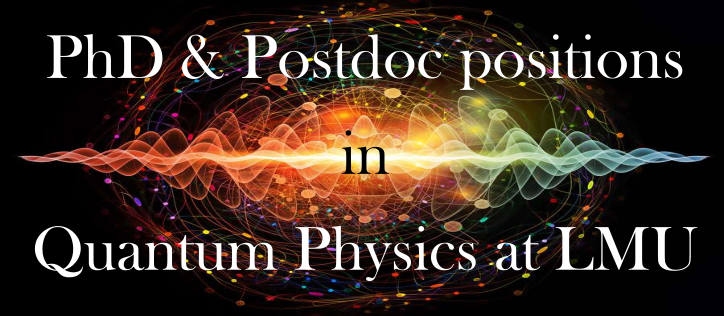 PhD & Postdoc positions
in
Quantum Physics at LMU